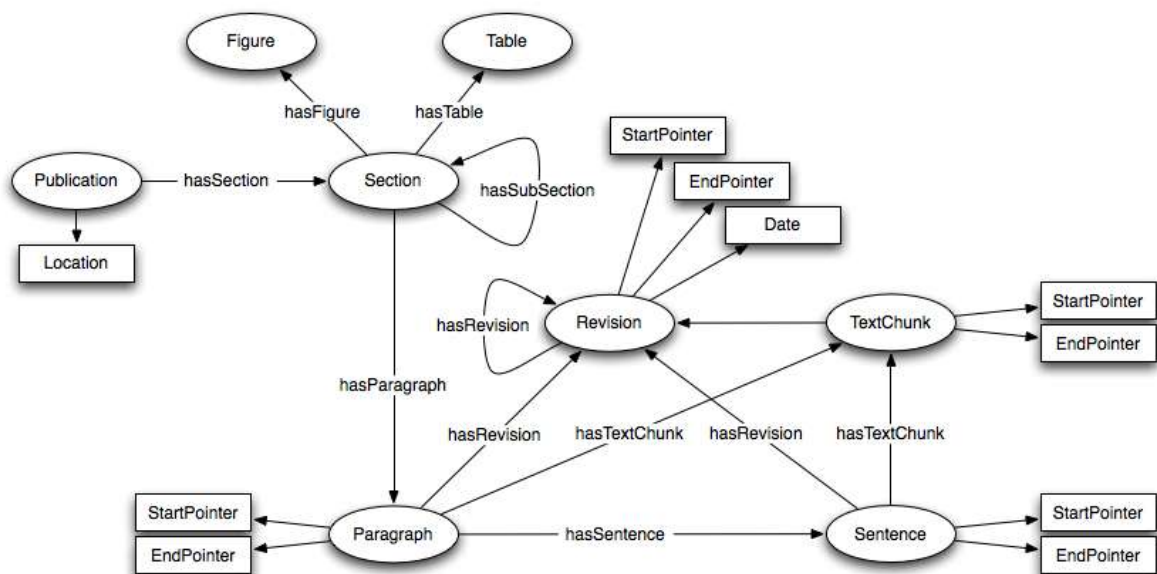 Figure
Table
hasFigure
hasTable
StartPointer
Publication
hasSection
Section
hasSubSection
EndPointer
Date
Location
hasRevision
Revision
TextChunk
StartPointer
EndPointer
hasParagraph
hasRevision
hasTextChunk
hasRevision
hasTextChunk
StartPointer
EndPointer
Paragraph
hasSentence
Sentence
StartPointer
EndPointer